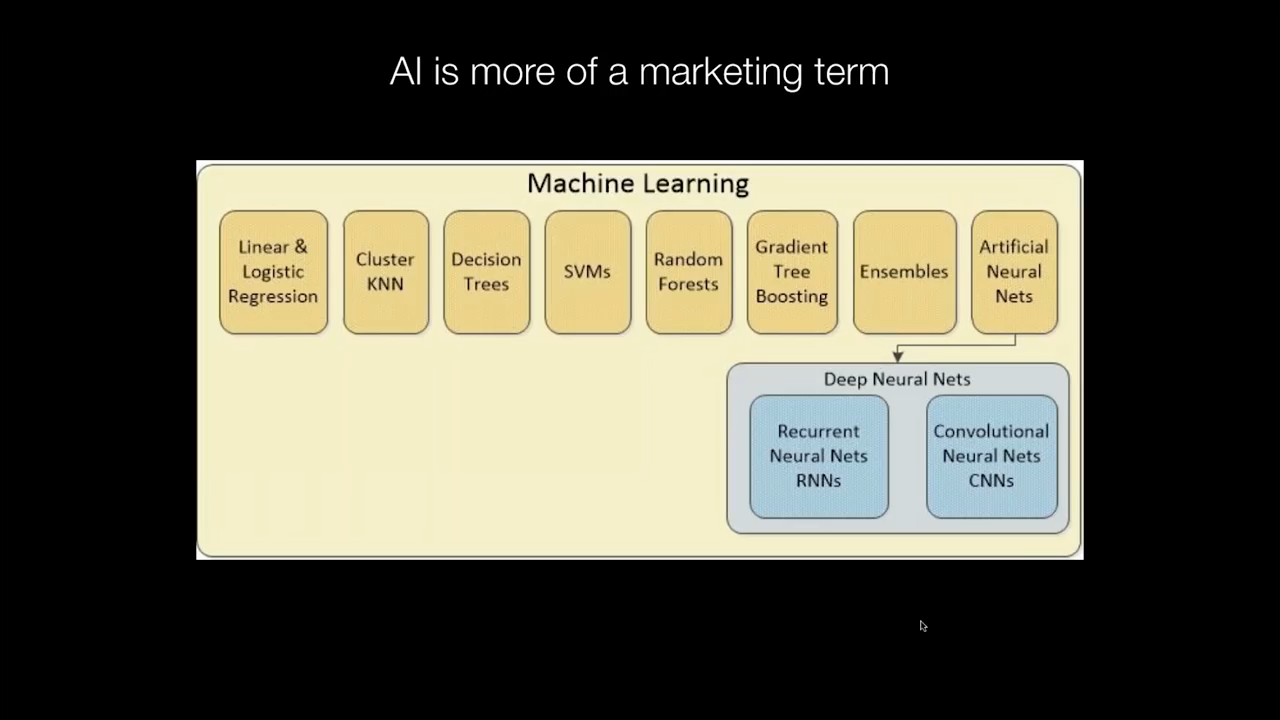 AI is more of a marketing term
Machine Learning
Linear &
Logistic
Regression
Cluster
KNN
Decision
Trees
SVMs
Random
Forests
Gradient
Tree
Boosting
Ensembles
Artificial
Neural
Nets
Deep Neural Nets
Recurrent
Neural Nets
RNNs
Convolutional
Neural Nets
CNNs